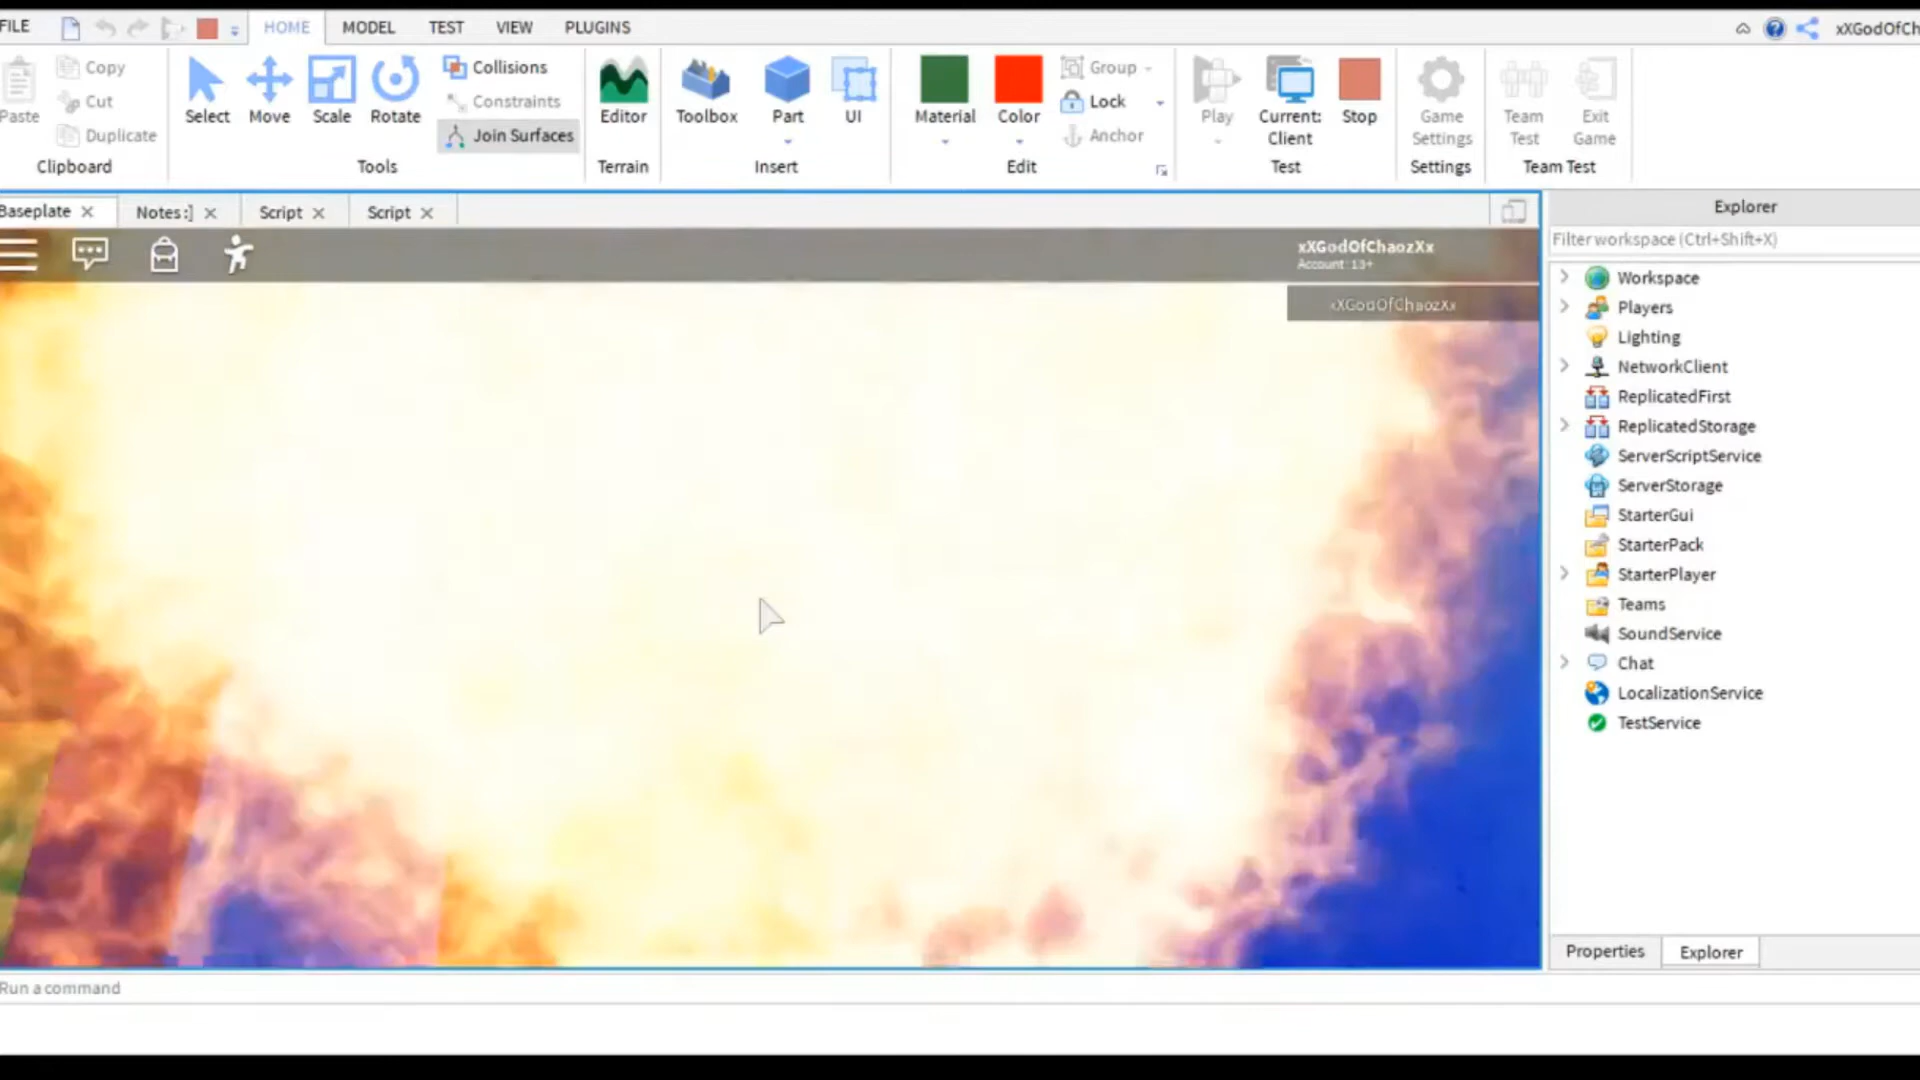 FILE
HOME
MODEL
TEST
VIEW
PLUGINS
xXGodOfCh
Paste
Copy
Cut
Duplicate
Clipboard
Select
Move
Scale
Rotate
Collisions
Constraints
Join Surfaces
Tools
Editor
Terrain
Toolbox
Part
UI
Insert
Material
Color
Group
Lock
Anchor
Edit
Play
Current:
Client
Stop
Test
Game
Settings
Settings
Team
Test
Exit
Game
Team Test
Baseplate
Notes:]
Script
Script
xXGodOfChaozXx
Account: 13+
xXGodOfChaozXx
Explorer
Filter workspace (Ctrl+Shift+X)
Workspace
Players
Lighting
NetworkClient
ReplicatedFirst
ReplicatedStorage
ServerScriptService
ServerStorage
StarterGui
StarterPack
StarterPlayer
Teams
SoundService
Chat
LocalizationService
TestService
Properties
Explorer
Run a command